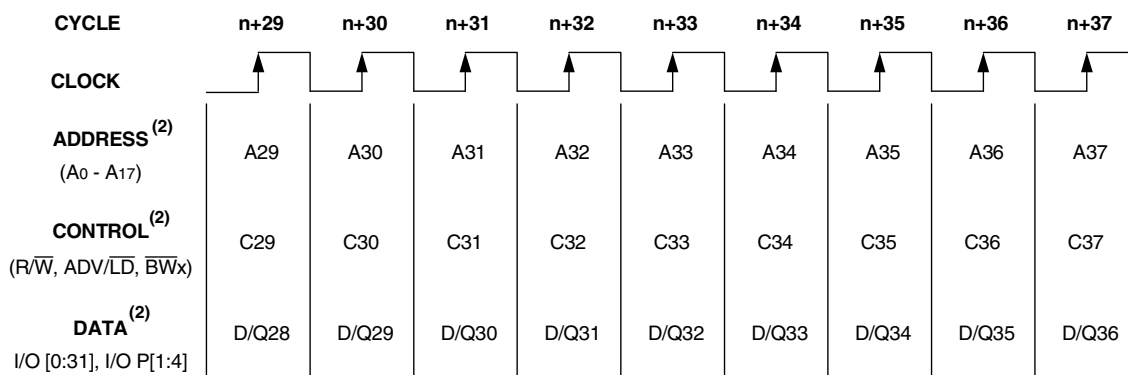 CYCLE n+29 n+30 n+31 n+32 n+33 n+34 n+35 n+36 n+37
CLOCK
ADDRESS(2)
(A0 - A17)
A29 A30 A31 A32 A33 A34 A35 A36 A37
CONTROL(2)
(R/W̅, ADV/L̅D̅, B̅W̅x)
C29 C30 C31 C32 C33 C34 C35 C36 C37
DATA(2)
I/O [0:31], I/O P[1:4]
D/Q28 D/Q29 D/Q30 D/Q31 D/Q32 D/Q33 D/Q34 D/Q35 D/Q36